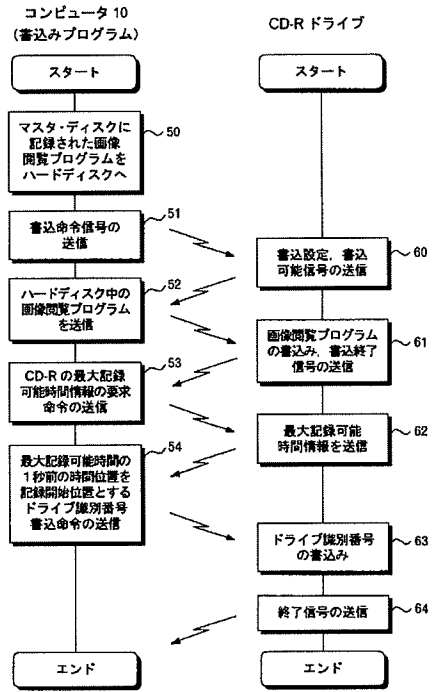 コンピュータ 10
(書込みプログラム)
スタート
マスタ・ディスクに
記録された画像
閲覧プログラムを
ハードディスクへ
50
書込命令信号の
送信
51
ハードディスク中の
画像閲覧プログラム
を送信
52
CD-R の最大記録
可能時間情報の要求
命令の送信
53
最大記録可能時間の
1秒前の時間位置を
記録開始位置とする
ドライブ識別番号
書込命令の送信
54
エンド
CD-R ドライブ
スタート
書込設定,書込
可能信号の送信
60
画像閲覧プログラム
の書込み,書込終了
信号の送信
61
最大記録可能
時間情報を送信
62
ドライブ識別番号
の書込み
63
終了信号の送信
64
エンド